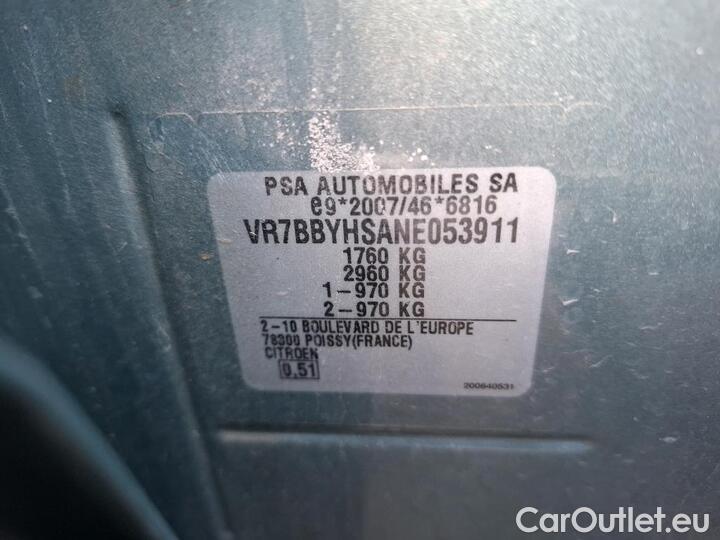 PSA AUTOMOBILES SA
e9*2007/46*6816
VR7BBYHSANE053911
1760 KG
2960 KG
1-970 KG
2-970 KG
2-10 BOULEVARD DE L'EUROPE
78300 POISSY(FRANCE)
CITROEN
0.51
200640531
CarOutlet.eu